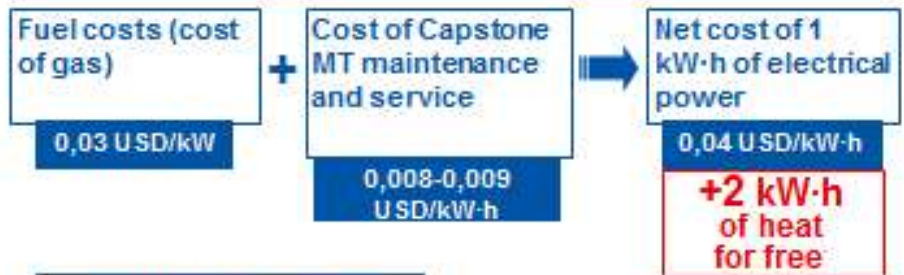 Fuel costs (cost
of gas)
0,03 USD/kW
+
Cost of Capstone
MT maintenance
and service
0,008-0,009
USD/kW·h
Net cost of 1
kW·h of electrical
power
0,04 USD/kW·h
+2 kW·h
of heat
for free